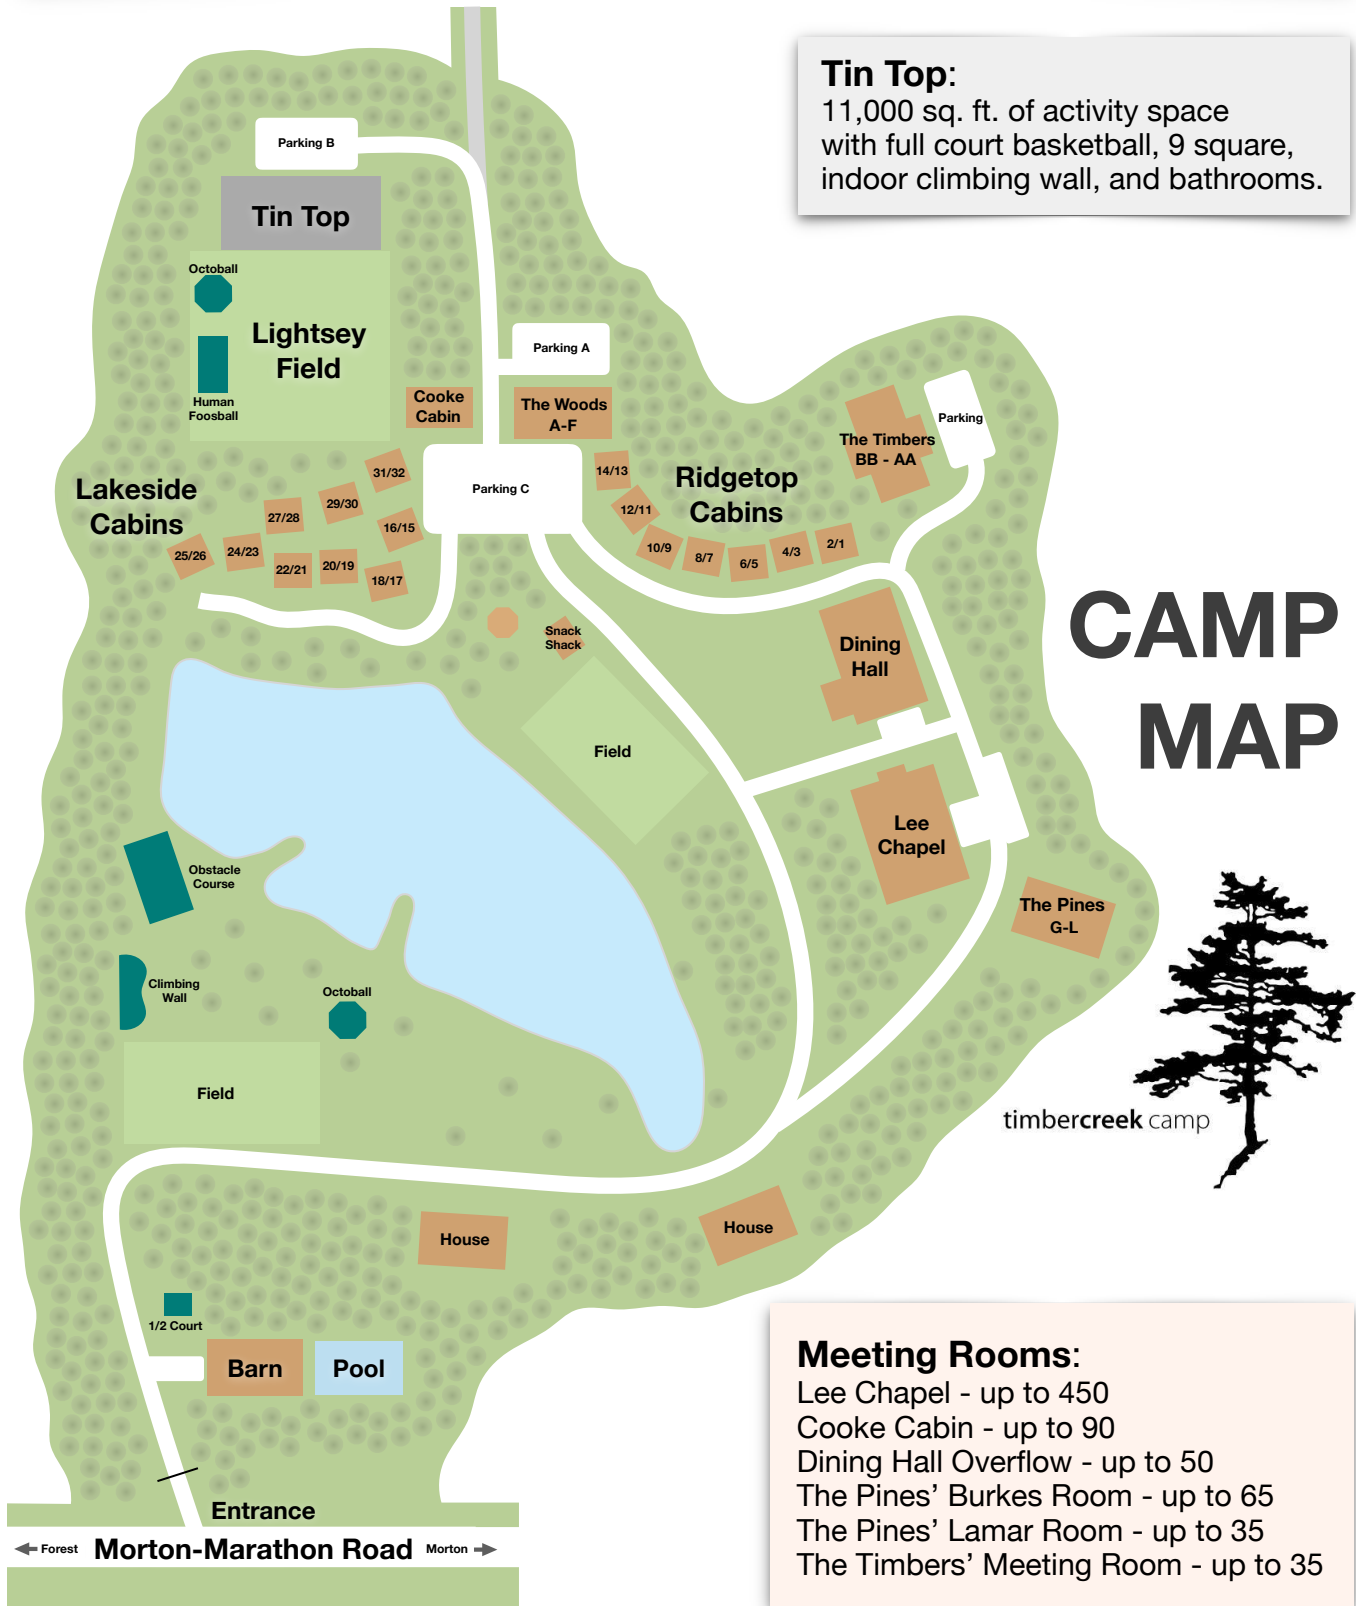 Tin Top:
11,000 sq. ft. of activity space
with full court basketball, 9 square,
indoor climbing wall, and bathrooms.
Parking B
Tin Top
Octoball
Lightsey
Field
Human
Foosball
Parking A
Cooke
Cabin
The Woods
A-F
Parking
The Timbers
BB - AA
Lakeside
Cabins
31/32
29/30
27/28
25/26
24/23
22/21
20/19
18/17
16/15
Parking C
14/13
12/11
10/9
8/7
6/5
4/3
2/1
Ridgetop
Cabins
Snack
Shack
Dining
Hall
CAMP
MAP
Field
Lee
Chapel
Obstacle
Course
The Pines
G-L
Climbing
Wall
Octoball
Field
timbercreek camp
House
House
1/2 Court
Barn
Pool
Entrance
Forest
Morton-Marathon Road
Morton
Meeting Rooms:
Lee Chapel - up to 450
Cooke Cabin - up to 90
Dining Hall Overflow - up to 50
The Pines’ Burkes Room - up to 65
The Pines’ Lamar Room - up to 35
The Timbers’ Meeting Room - up to 35